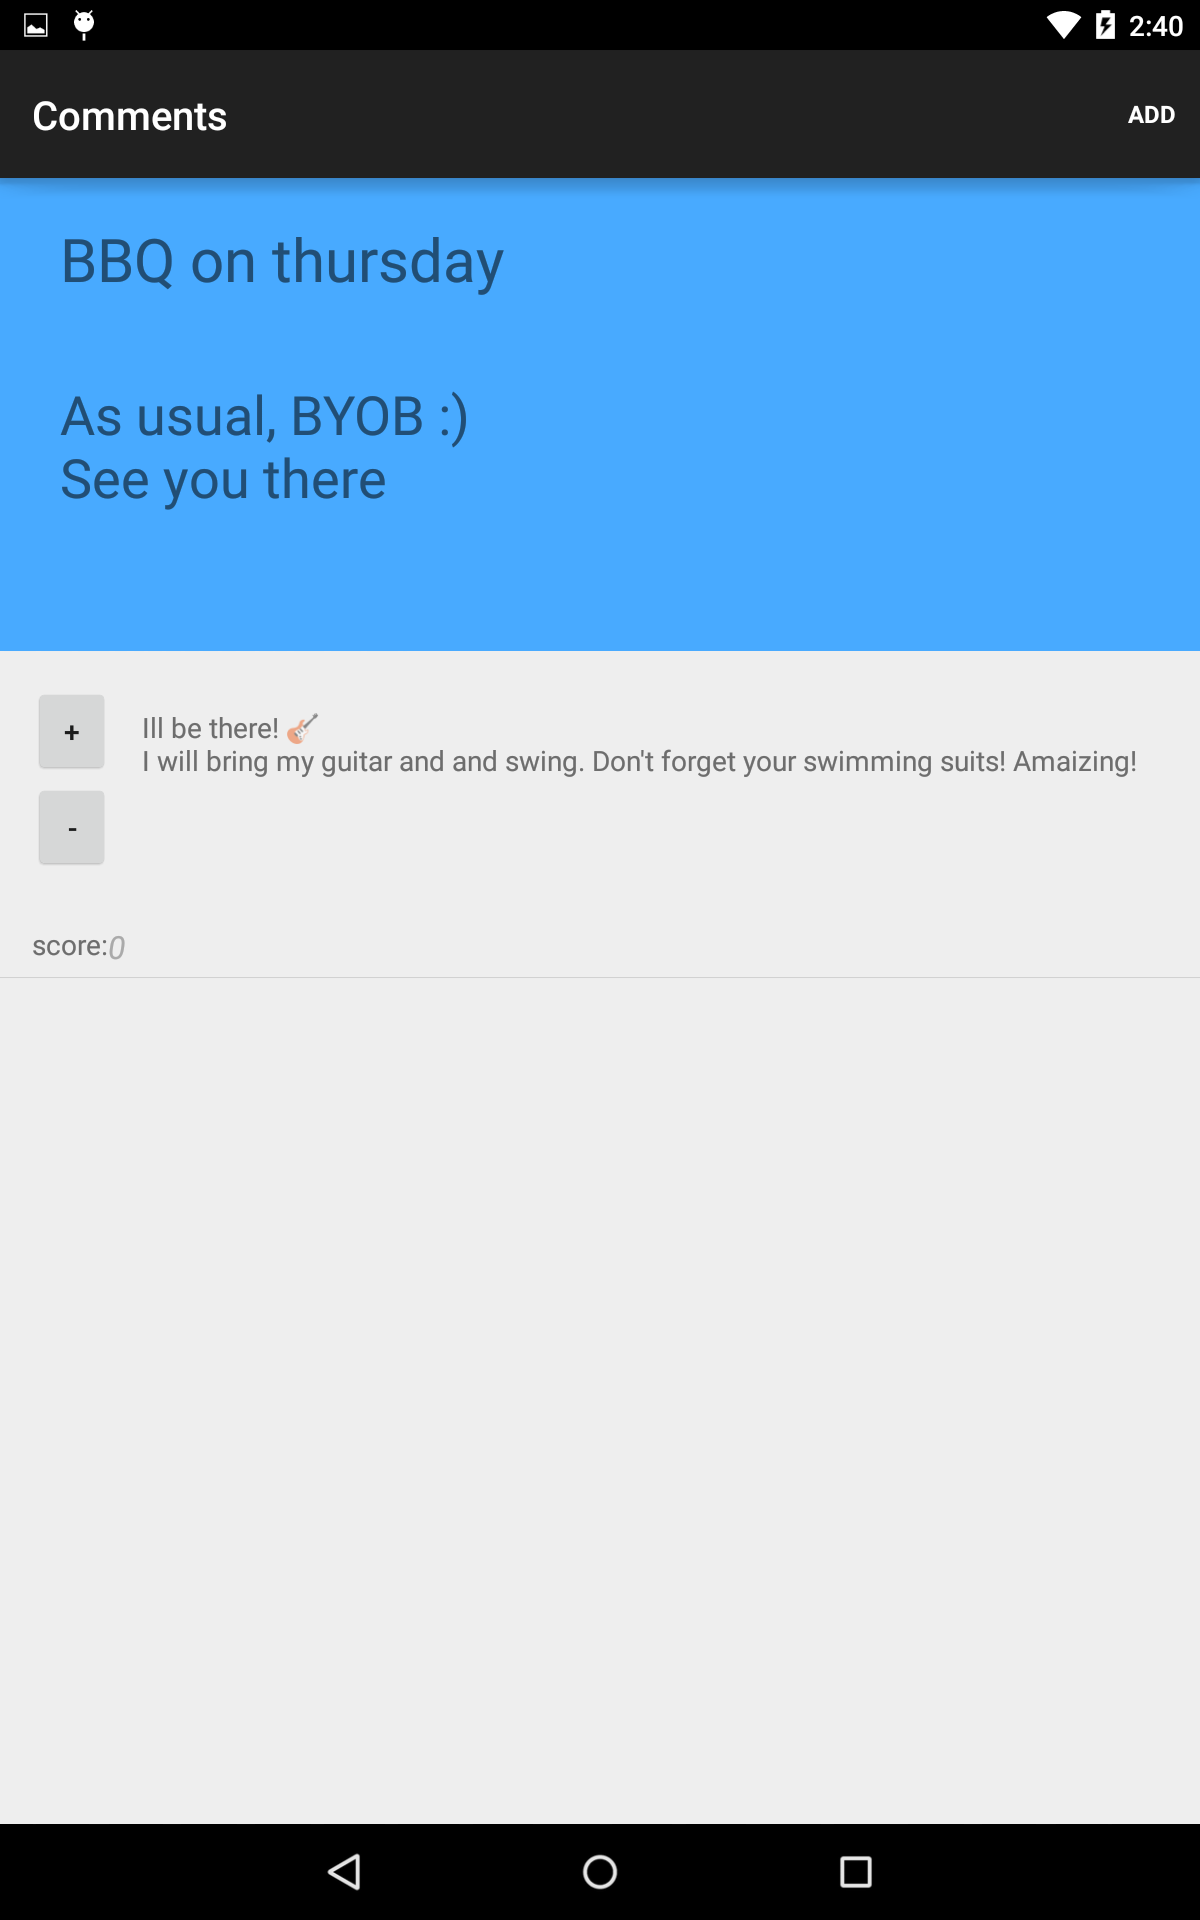 2:40
Comments
ADD
BBQ on thursday
As usual, BYOB :)
See you there
+
Ill be there! 🎸
I will bring my guitar and and swing. Don't forget your swimming suits! Amaizing!
-
score:0